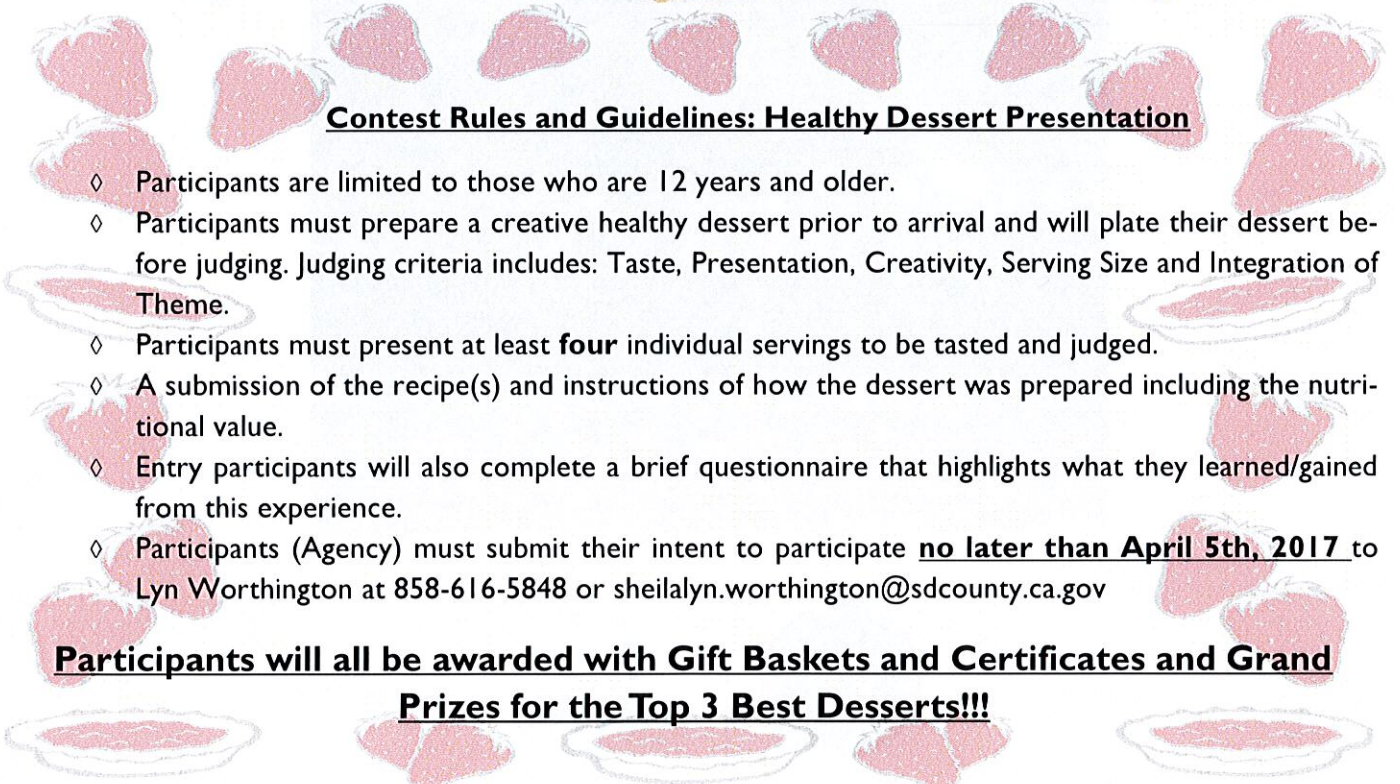 Contest Rules and Guidelines: Healthy Dessert Presentation
◊ Participants are limited to those who are 12 years and older.
◊ Participants must prepare a creative healthy dessert prior to arrival and will plate their dessert be-
fore judging. Judging criteria includes: Taste, Presentation, Creativity, Serving Size and Integration of
Theme.
◊ Participants must present at least four individual servings to be tasted and judged.
◊ A submission of the recipe(s) and instructions of how the dessert was prepared including the nutri-
tional value.
◊ Entry participants will also complete a brief questionnaire that highlights what they learned/gained
from this experience.
◊ Participants (Agency) must submit their intent to participate no later than April 5th, 2017 to
Lyn Worthington at 858-616-5848 or sheilalyn.worthington@sdcounty.ca.gov
Participants will all be awarded with Gift Baskets and Certificates and Grand
Prizes for the Top 3 Best Desserts!!!